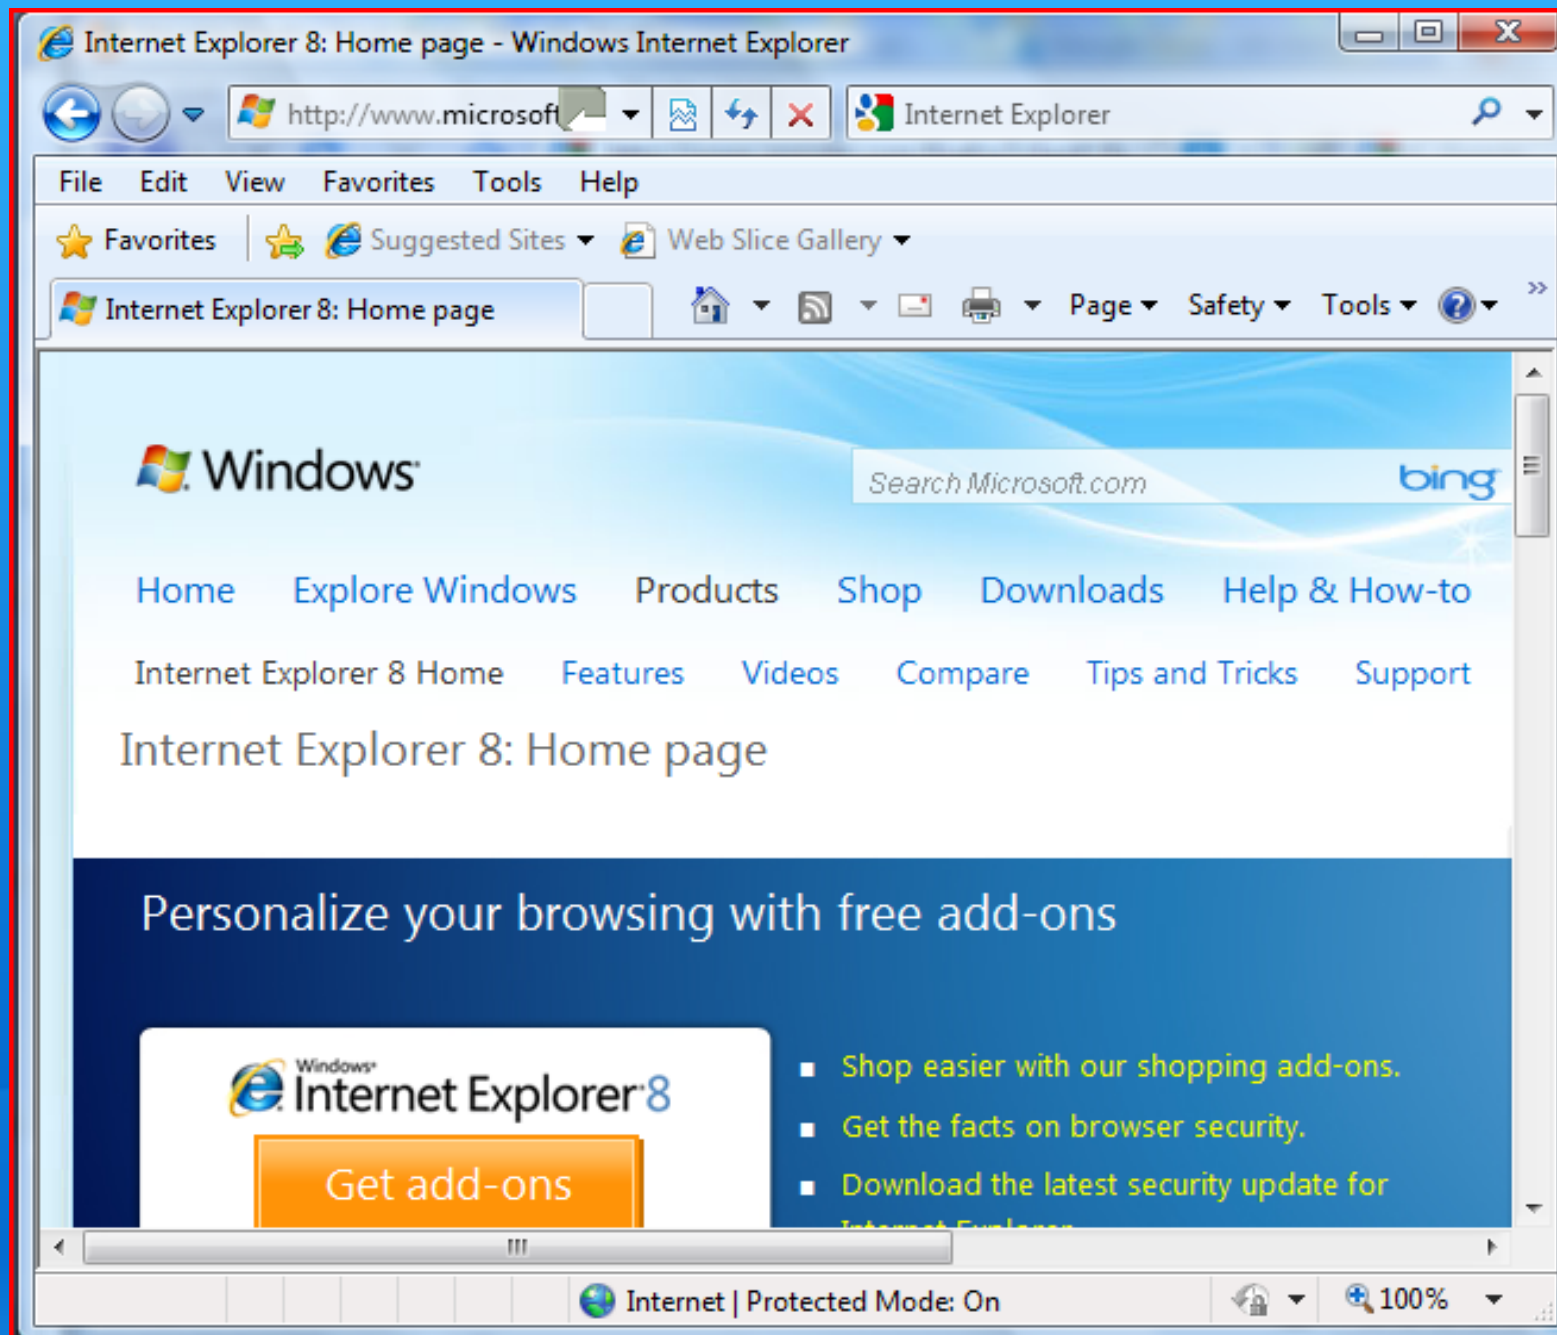 Internet Explorer 8: Home page - Windows Internet Explorer
http://www.microsoft Internet Explorer
File Edit View Favorites Tools Help
Favorites Suggested Sites Web Slice Gallery
Internet Explorer 8: Home page Page Safety Tools
Windows Search Microsoft.com bing
Home Explore Windows Products Shop Downloads Help & How-to
Internet Explorer 8 Home Features Videos Compare Tips and Tricks Support
Internet Explorer 8: Home page
Personalize your browsing with free add-ons
Windows
Internet Explorer 8
Get add-ons
Shop easier with our shopping add-ons.
Get the facts on browser security.
Download the latest security update for
Internet Explorer
Internet | Protected Mode: On 100%